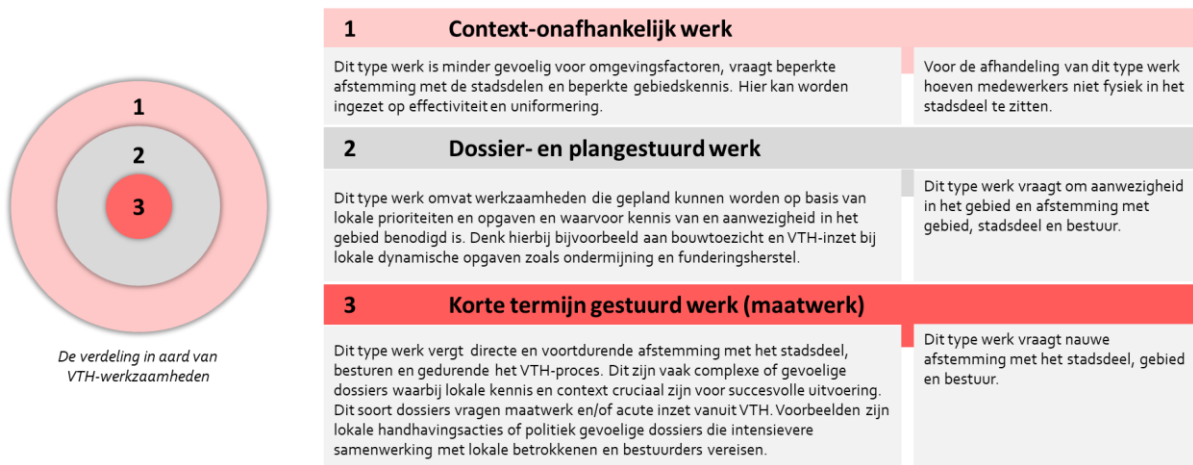 1
2
3
De verdeling in aard van
VTH-werkzaamheden
1 Context-onafhankelijk werk
Dit type werk is minder gevoelig voor omgevingsfactoren, vraagt beperkte
afstemming met de stadsdelen en beperkte gebiedskennis. Hier kan worden
ingezet op effectiviteit en uniformering.
Voor de afhandeling van dit type werk
hoeven medewerkers niet fysiek in het
stadsdeel te zitten.
2 Dossier- en plangestuurd werk
Dit type werk omvat werkzaamheden die gepland kunnen worden op basis van
lokale prioriteiten en opgaven en waarvoor kennis van en aanwezigheid in het
gebied benodigd is. Denk hierbij bijvoorbeeld aan bouwtoezicht en VTH-inzet bij
lokale dynamische opgaven zoals ondermijning en funderingsherstel.
Dit type werk vraagt om aanwezigheid
in het gebied en afstemming met
gebied, stadsdeel en bestuur.
3 Korte termijn gestuurd werk (maatwerk)
Dit type werk vergt directe en voortdurende afstemming met het stadsdeel,
besturen en gedurende het VTH-proces. Dit zijn vaak complexe of gevoelige
dossiers waarbij lokale kennis en context cruciaal zijn voor succesvolle uitvoering.
Dit soort dossiers vragen maatwerk en/of acute inzet vanuit VTH. Voorbeelden zijn
lokale handhavingsacties of politiek gevoelige dossiers die intensievere
samenwerking met lokale betrokkenen en bestuurders vereisen.
Dit type werk vraagt nauwe
afstemming met het stadsdeel, gebied
en bestuur.